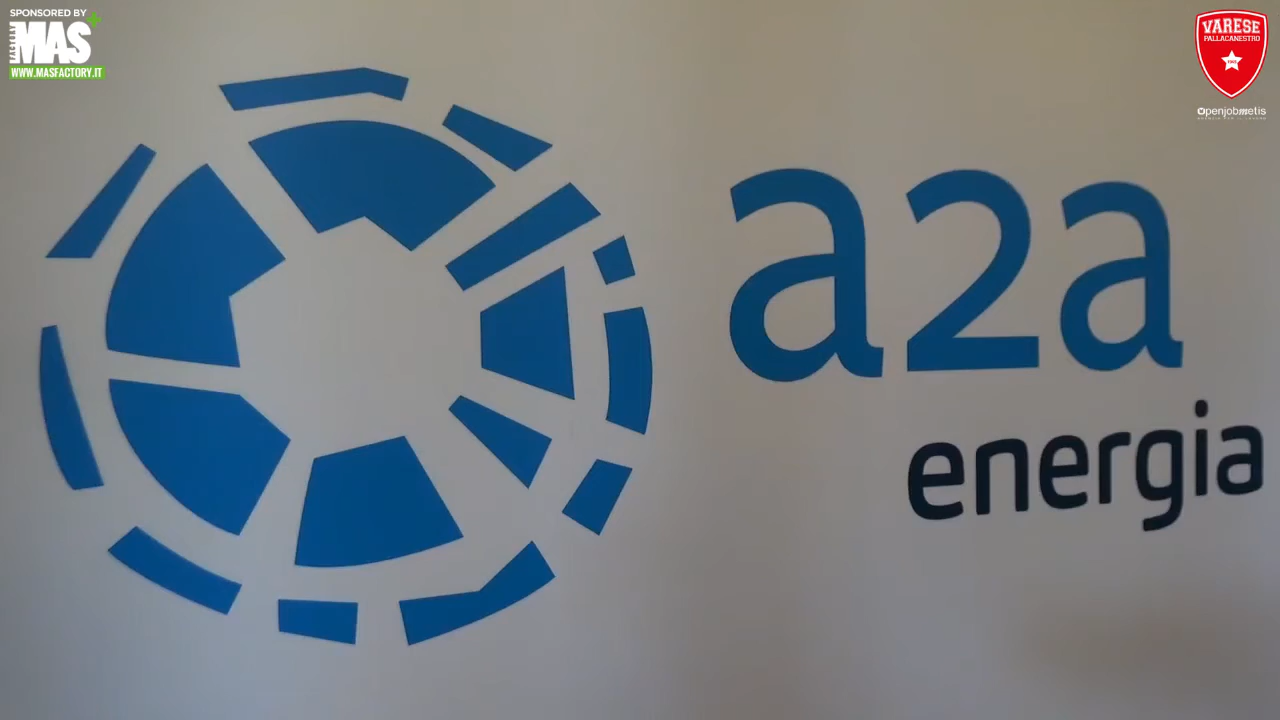 SPONSORED BY
MAS+
WWW.MASFACTORY.IT
VARESE
PALLACANESTRO
openjobmetis
a2a
energia